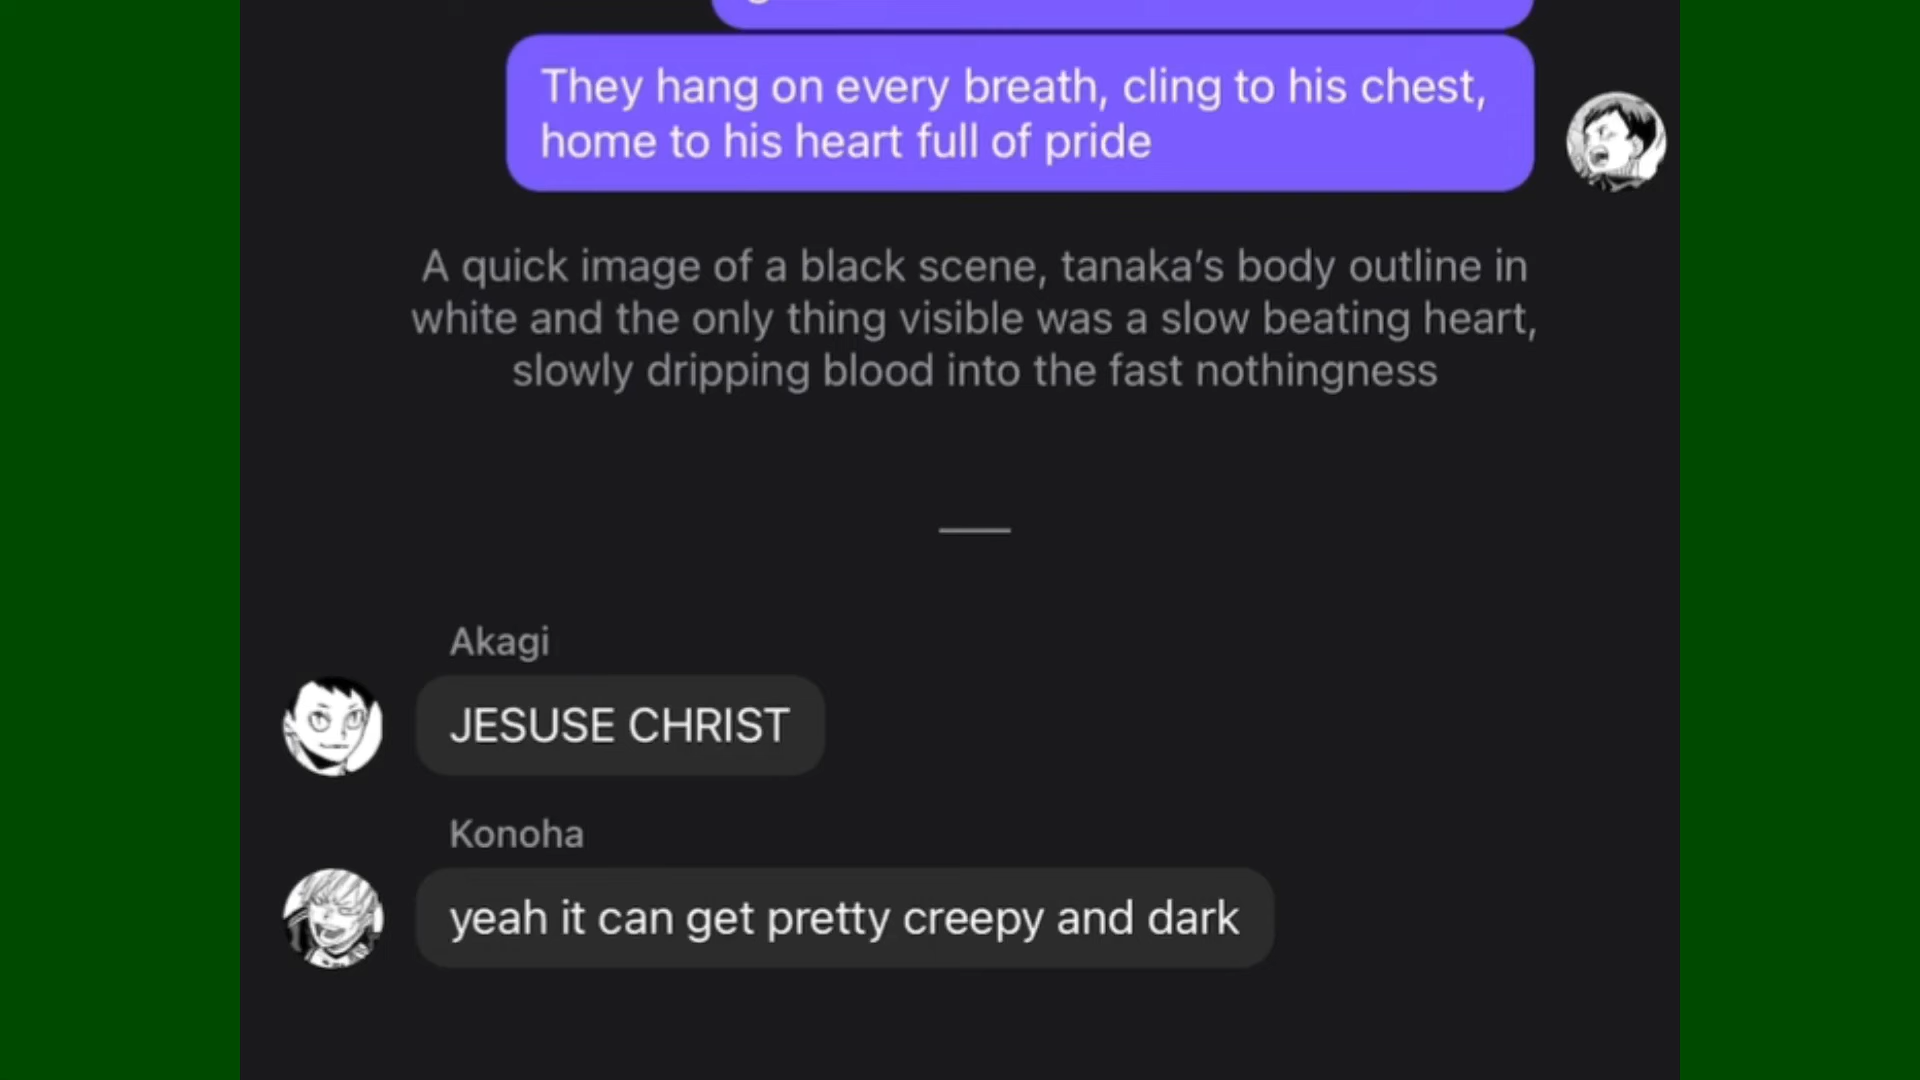 They hang on every breath, cling to his chest,
home to his heart full of pride
A quick image of a black scene, tanaka's body outline in
white and the only thing visible was a slow beating heart,
slowly dripping blood into the fast nothingness
Akagi
JESUSE CHRIST
Konoha
yeah it can get pretty creepy and dark